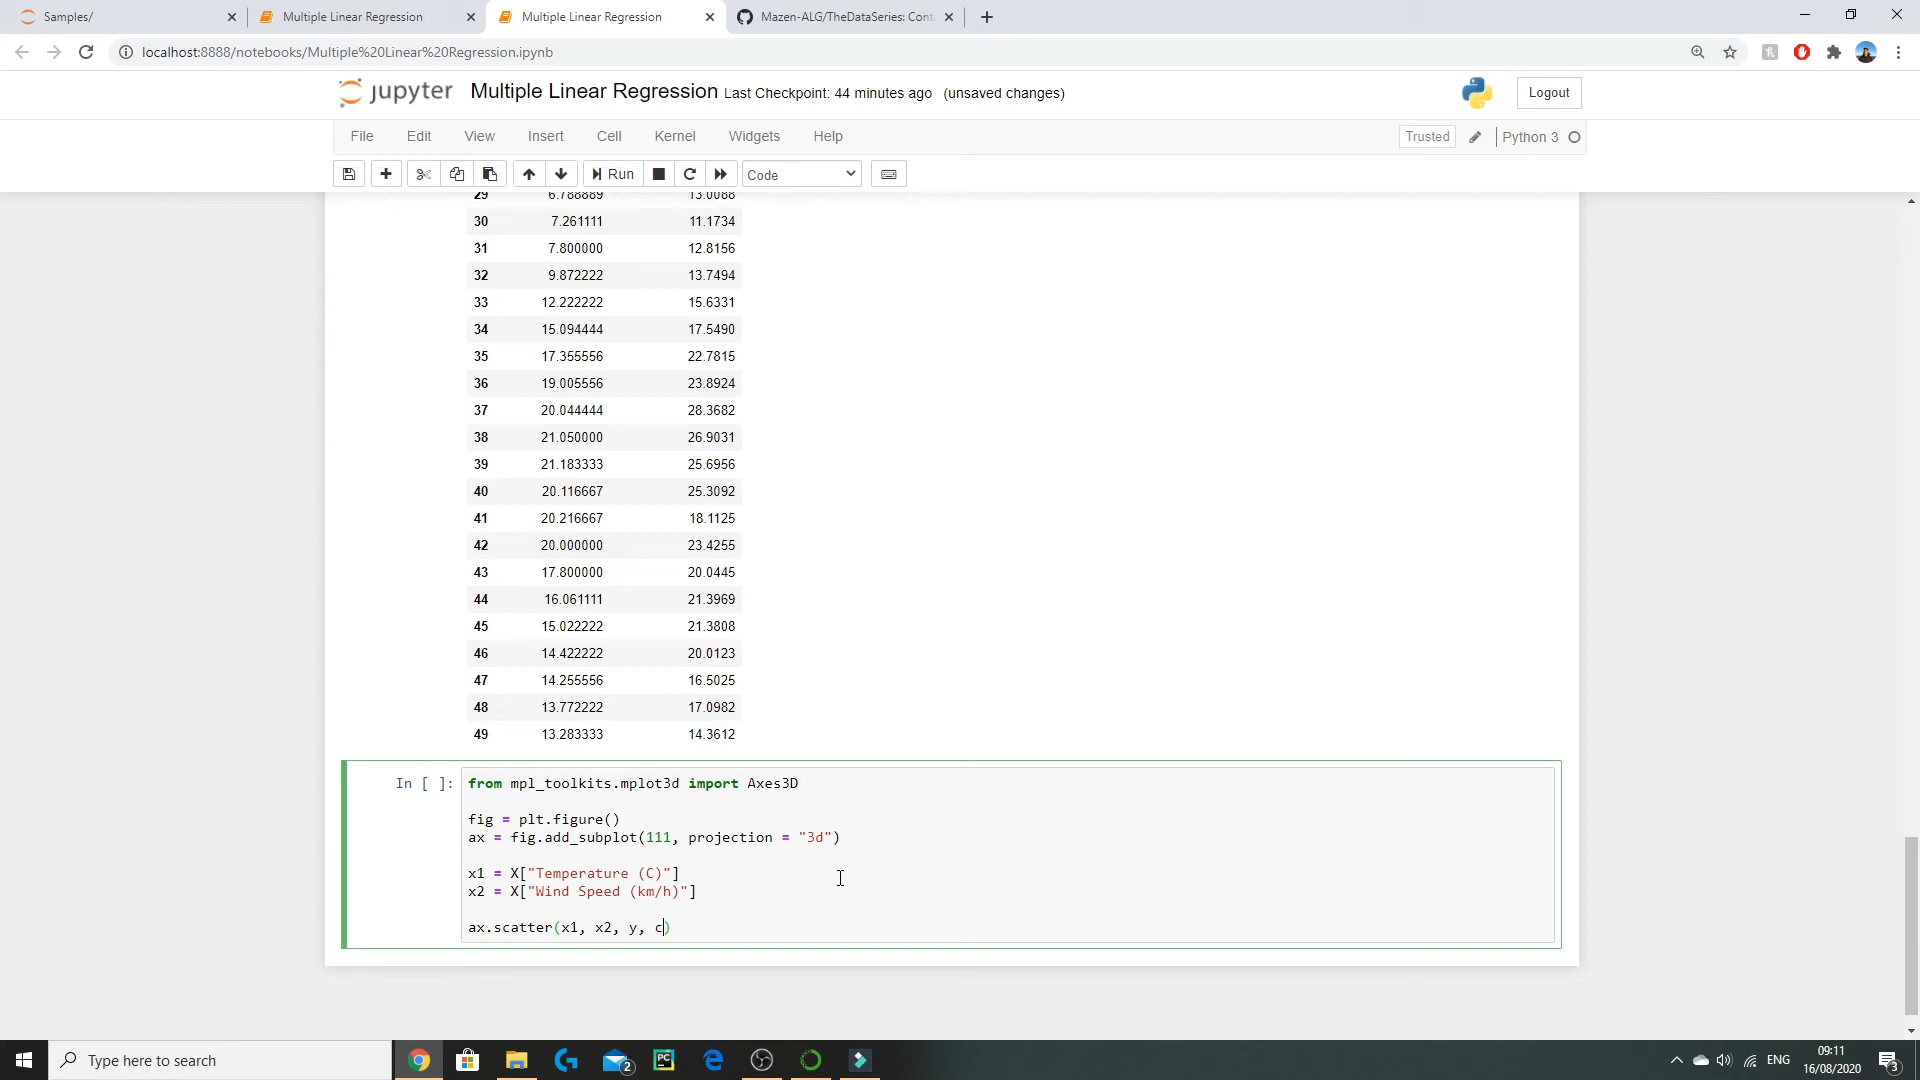 Samples/
Multiple Linear Regression
Multiple Linear Regression
Mazen-ALG/TheDataSeries: Cont
localhost:8888/notebooks/Multiple%20Linear%20Regression.ipynb
jupyter Multiple Linear Regression Last Checkpoint: 44 minutes ago (unsaved changes)
Logout
File Edit View Insert Cell Kernel Widgets Help
Trusted
Python 3
Run
Code
29 6.788889 13.0088
30 7.261111 11.1734
31 7.800000 12.8156
32 9.872222 13.7494
33 12.222222 15.6331
34 15.094444 17.5490
35 17.355556 22.7815
36 19.005556 23.8924
37 20.044444 28.3682
38 21.050000 26.9031
39 21.183333 25.6956
40 20.116667 25.3092
41 20.216667 18.1125
42 20.000000 23.4255
43 17.800000 20.0445
44 16.061111 21.3969
45 15.022222 21.3808
46 14.422222 20.0123
47 14.255556 16.5025
48 13.772222 17.0982
49 13.283333 14.3612
In [ ]: from mpl_toolkits.mplot3d import Axes3D
fig = plt.figure()
ax = fig.add_subplot(111, projection = "3d")
x1 = X["Temperature (C)"]
x2 = X["Wind Speed (km/h)"]
ax.scatter(x1, x2, y, c)
Type here to search
PC
2
ENG
09:11
16/08/2020
3